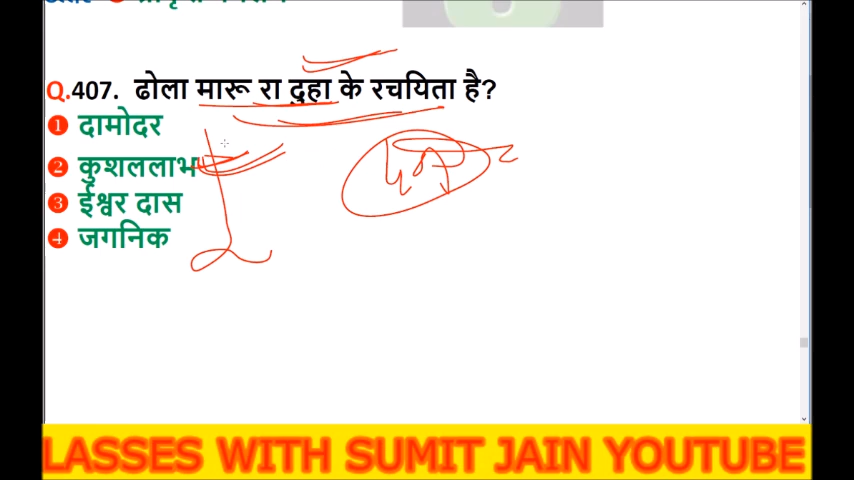 Q.407. ढोला मारू रा दुहा के रचयिता है?
❶ दामोदर
❷ कुशललाभ
❸ ईश्वर दास
❹ जगनिक
LASSES WITH SUMIT JAIN YOUTUBE